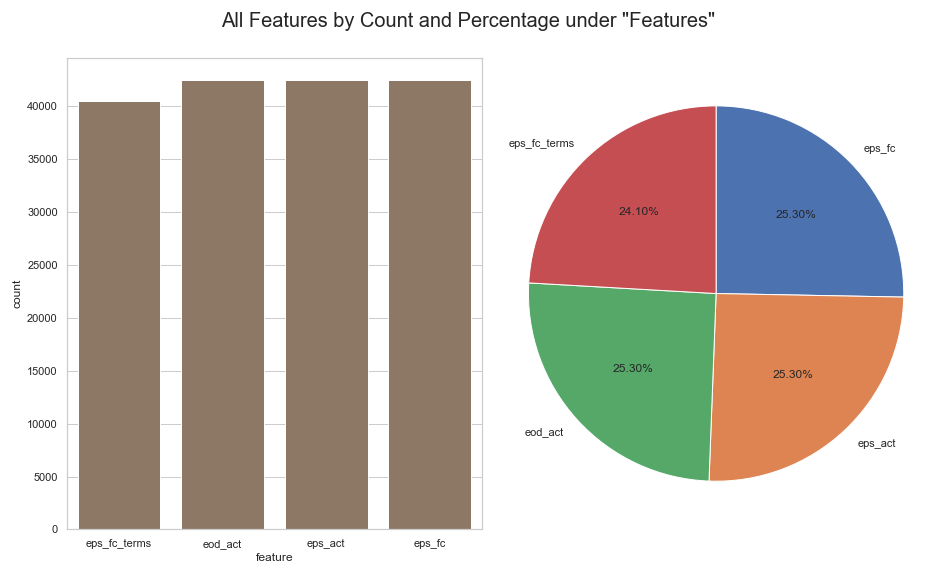 All Features by Count and Percentage under "Features"
count
40000
35000
30000
25000
20000
15000
10000
5000
0
eps_fc_terms eod_act eps_act eps_fc
feature
eps_fc_terms
eps_fc
24.10%
25.30%
25.30%
25.30%
eod_act
eps_act